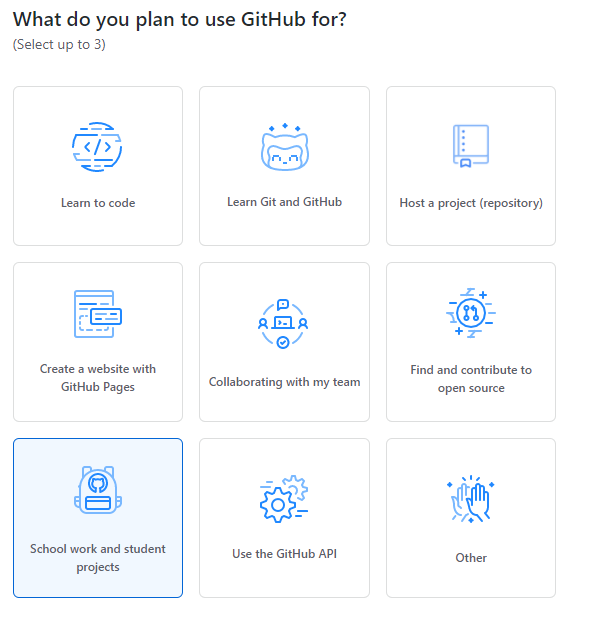 What do you plan to use GitHub for?
(Select up to 3)
Learn to code
Learn Git and GitHub
Host a project (repository)
Create a website with
GitHub Pages
Collaborating with my team
Find and contribute to
open source
School work and student
projects
Use the GitHub API
Other